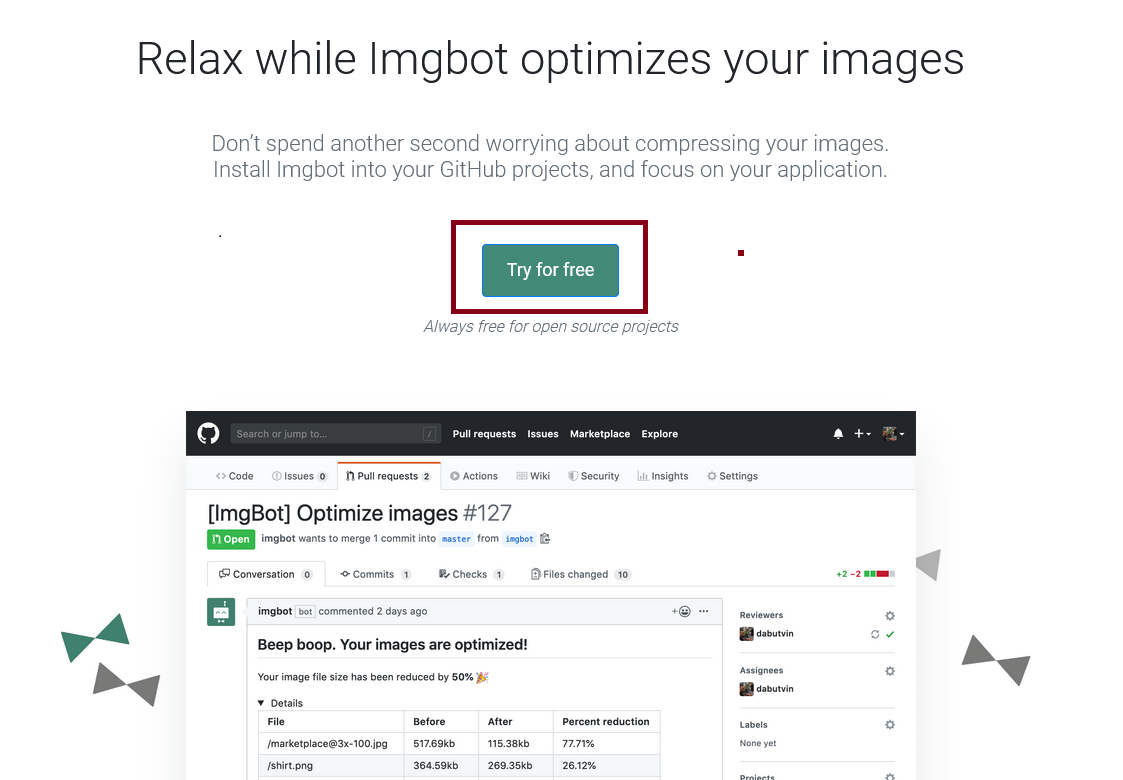 Relax while Imgbot optimizes your images
Don’t spend another second worrying about compressing your images.
Install Imgbot into your GitHub projects, and focus on your application.
Try for free
Always free for open source projects
Search or jump to... / Pull requests Issues Marketplace Explore
Code Issues 0 Pull requests 2 Actions Wiki Security Insights Settings
[ImgBot] Optimize images #127
Open imgbot wants to merge 1 commit into master from imgbot
Conversation 0 Commits 1 Checks 1 Files changed 10 +2 −2
imgbot bot commented 2 days ago
Beep boop. Your images are optimized!
Your image file size has been reduced by 50% 🎉
▼ Details
File Before After Percent reduction
/marketplace@3x-100.jpg 517.69kb 115.38kb 77.71%
/shirt.png 364.59kb 269.35kb 26.12%
Reviewers
dabutvin
Assignees
dabutvin
Labels
None yet
Projects